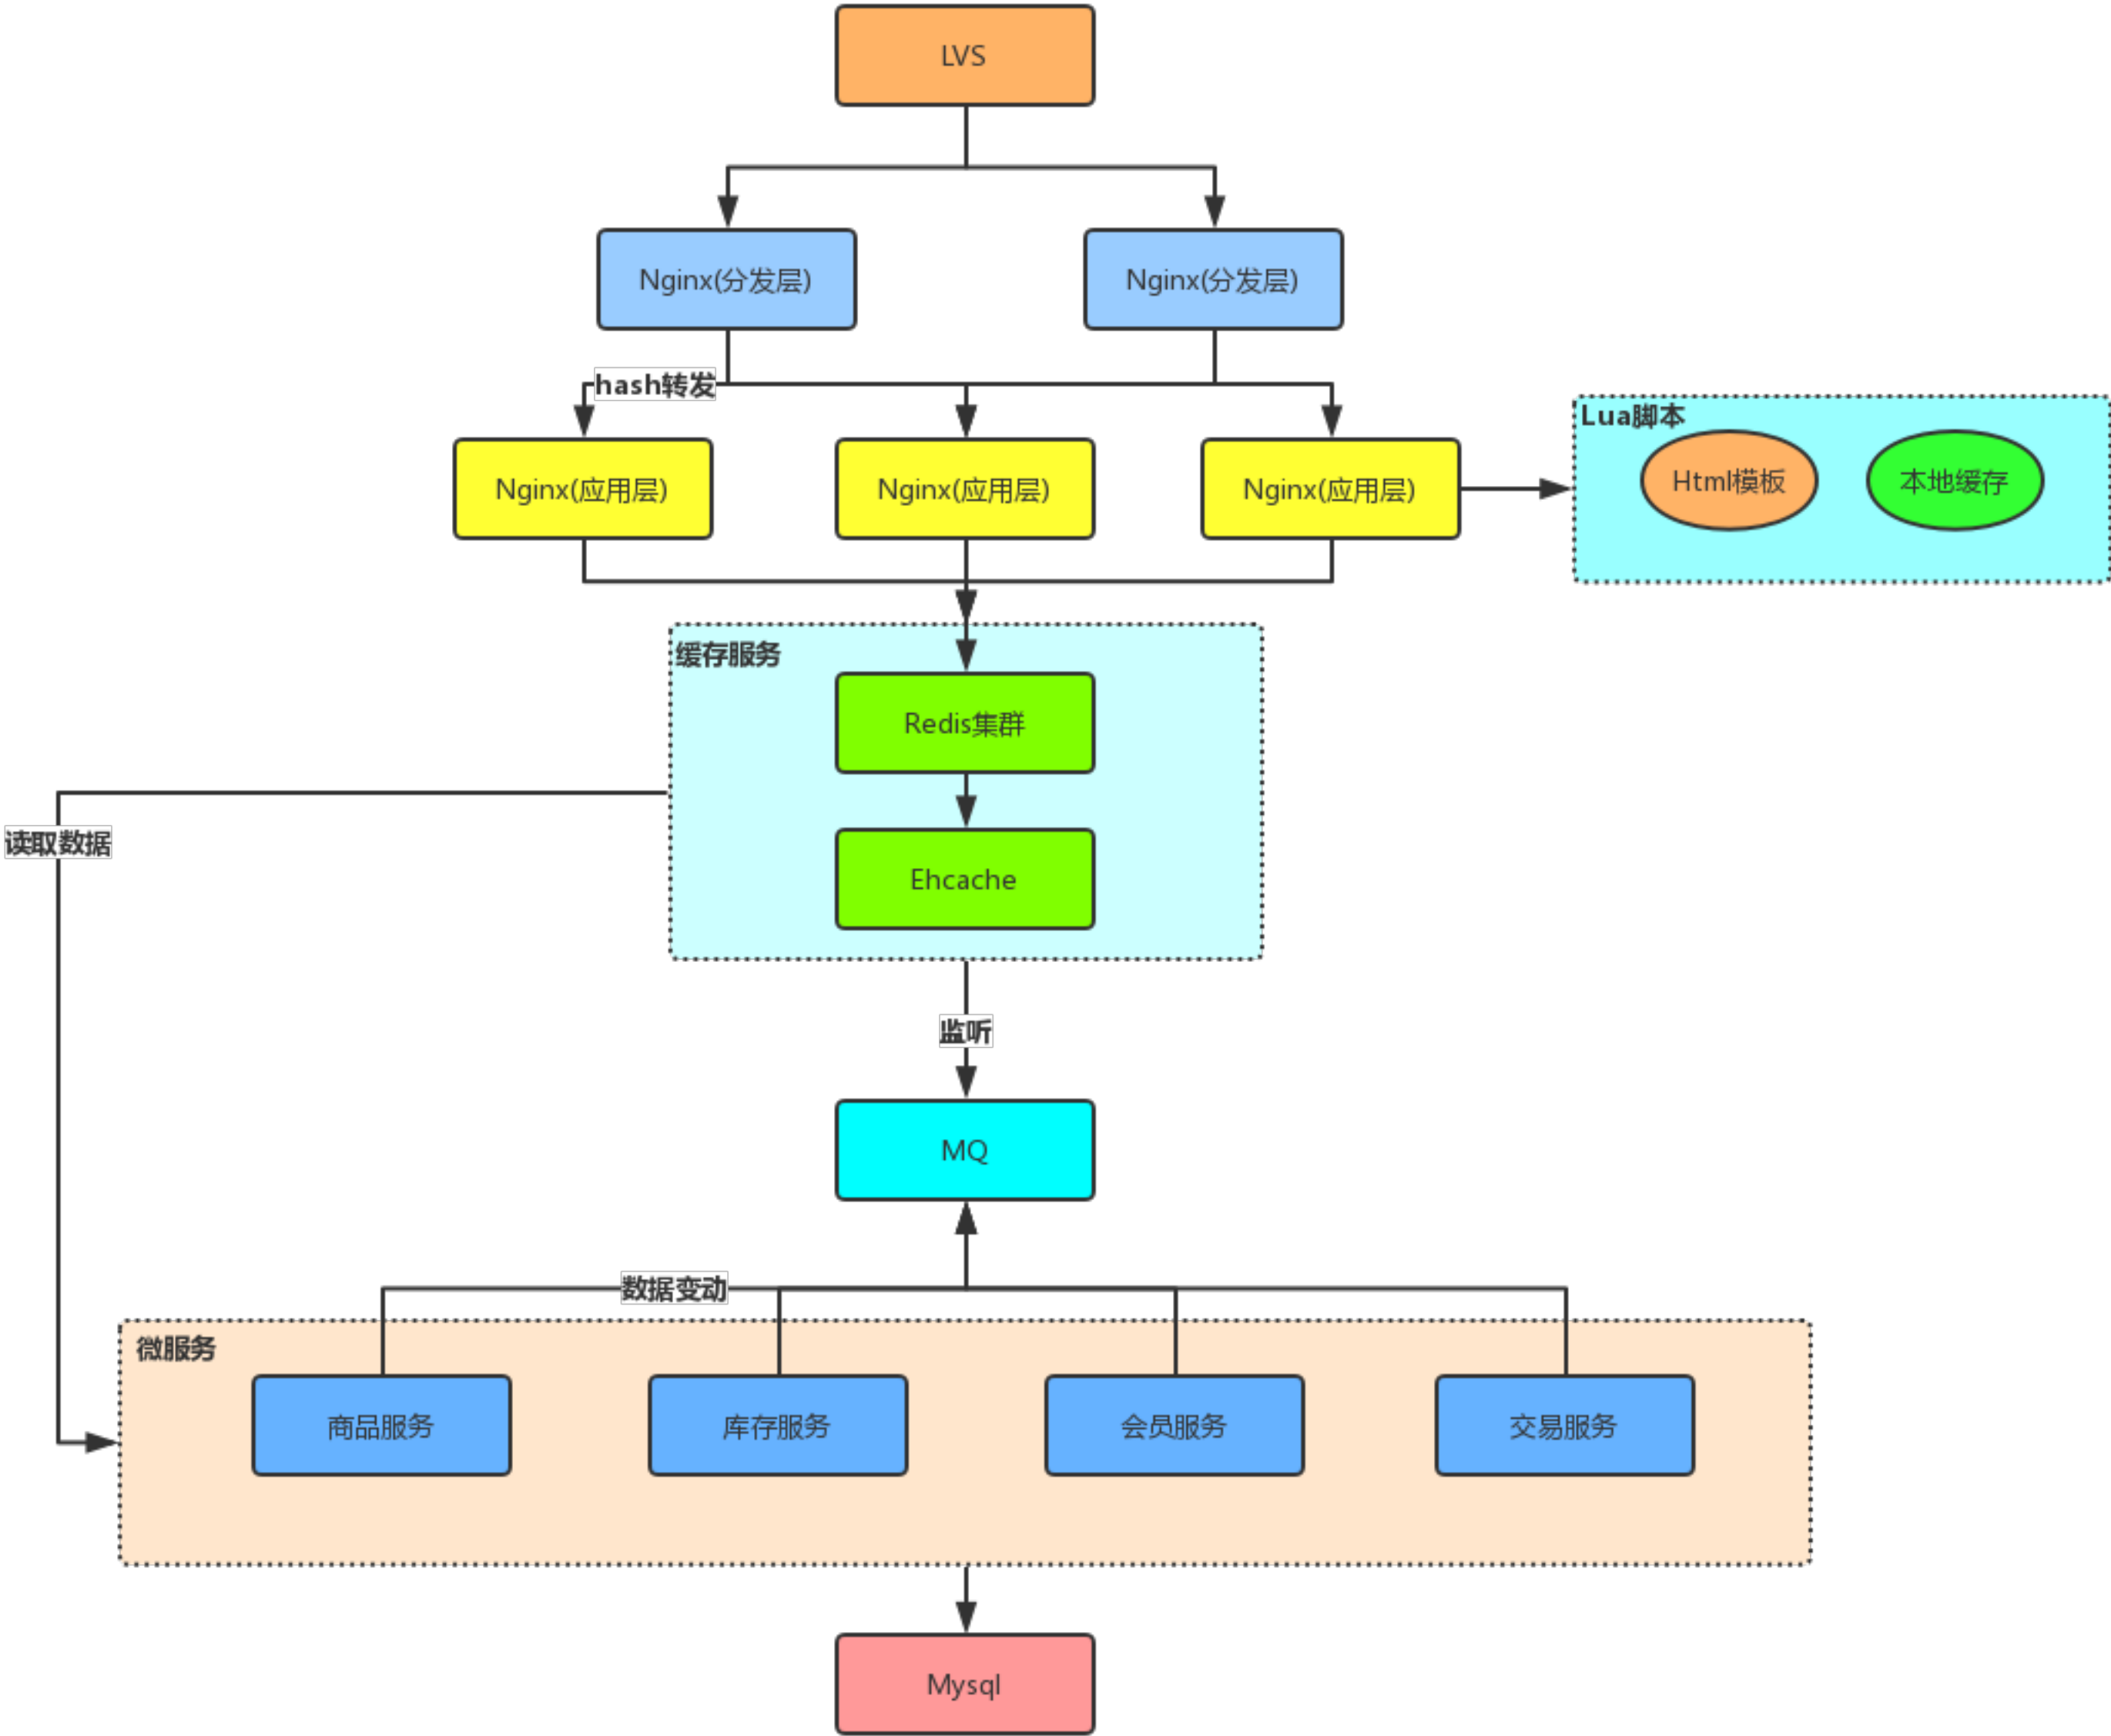 LVS
Nginx(分发层)
Nginx(分发层)
hash转发
Nginx(应用层)
Nginx(应用层)
Nginx(应用层)
Lua脚本
Html模板
本地缓存
缓存服务
Redis集群
Ehcache
读取数据
监听
MQ
数据变动
微服务
商品服务
库存服务
会员服务
交易服务
Mysql